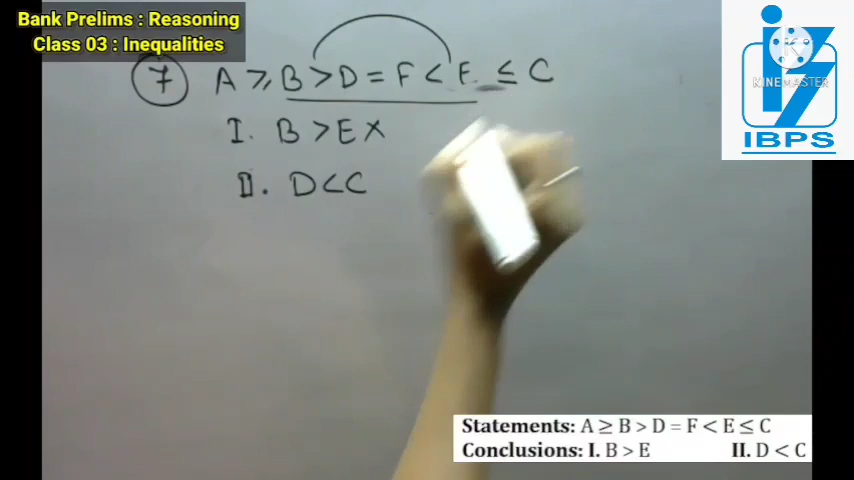 Bank Prelims : Reasoning
Class 03 : Inequalities
7 A ≥ B > D = F < E ≤ C
I. B > E ×
II. D < C
KINEMASTER
IBPS
Statements: A ≥ B > D = F < E ≤ C
Conclusions: I. B > E II. D < C